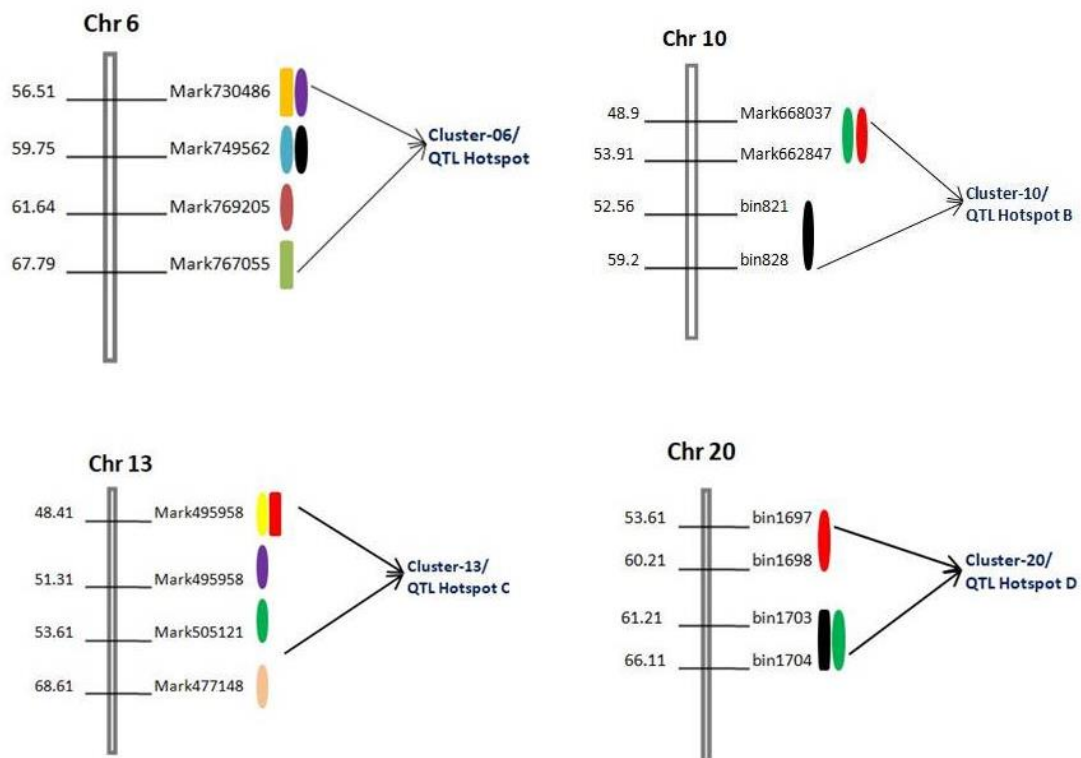 Chr 6
56.51 Mark730486
59.75 Mark749562
61.64 Mark769205
67.79 Mark767055
Cluster-06/
QTL Hotspot
Chr 10
48.9 Mark668037
53.91 Mark662847
52.56 bin821
59.2 bin828
Cluster-10/
QTL Hotspot B
Chr 13
48.41 Mark495958
51.31 Mark495958
53.61 Mark505121
68.61 Mark477148
Cluster-13/
QTL Hotspot C
Chr 20
53.61 bin1697
60.21 bin1698
61.21 bin1703
66.11 bin1704
Cluster-20/
QTL Hotspot D